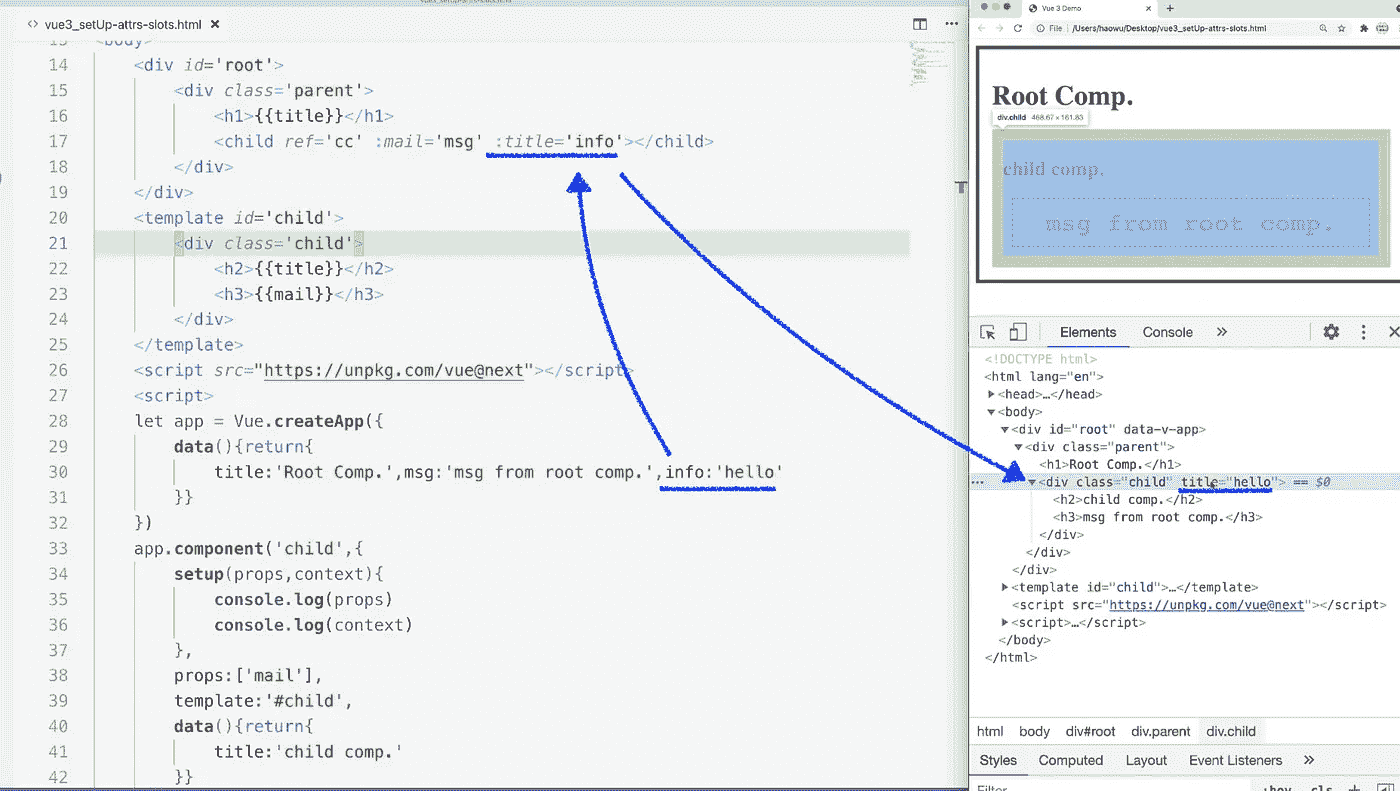 vue3_setUp-attrs-slots.html
<body>
14 <div id='root'>
15 <div class='parent'>
16 <h1>{{title}}</h1>
17 <child ref='cc' :mail='msg' :title='info'></child>
18 </div>
19 </div>
20 <template id='child'>
21 <div class='child'>
22 <h2>{{title}}</h2>
23 <h3>{{mail}}</h3>
24 </div>
25 </template>
26 <script src="https://unpkg.com/vue@next"></script>
27 <script>
28 let app = Vue.createApp({
29 data(){return{
30 title:'Root Comp.',msg:'msg from root comp.',info:'hello'
31 }}
32 })
33 app.component('child',{
34 setup(props,context){
35 console.log(props)
36 console.log(context)
37 },
38 props:['mail'],
39 template:'#child',
40 data(){return{
41 title:'child comp.'
42 }}
Vue 3 Demo
File | /Users/haowu/Desktop/vue3_setUp-attrs-slots.html
Root Comp.
div.child 468.67 × 161.83
child comp.
msg from root comp.
Elements Console
<!DOCTYPE html>
<html lang="en">
<head>…</head>
<body>
<div id="root" data-v-app>
<div class="parent">
<h1>Root Comp.</h1>
<div class="child" title="hello"> == $0
<h2>child comp.</h2>
<h3>msg from root comp.</h3>
</div>
</div>
</div>
<template id="child">…</template>
<script src="https://unpkg.com/vue@next"></script>
<script>…</script>
</body>
</html>
html body div#root div.parent div.child
Styles Computed Layout Event Listeners
Filter :hov .cls